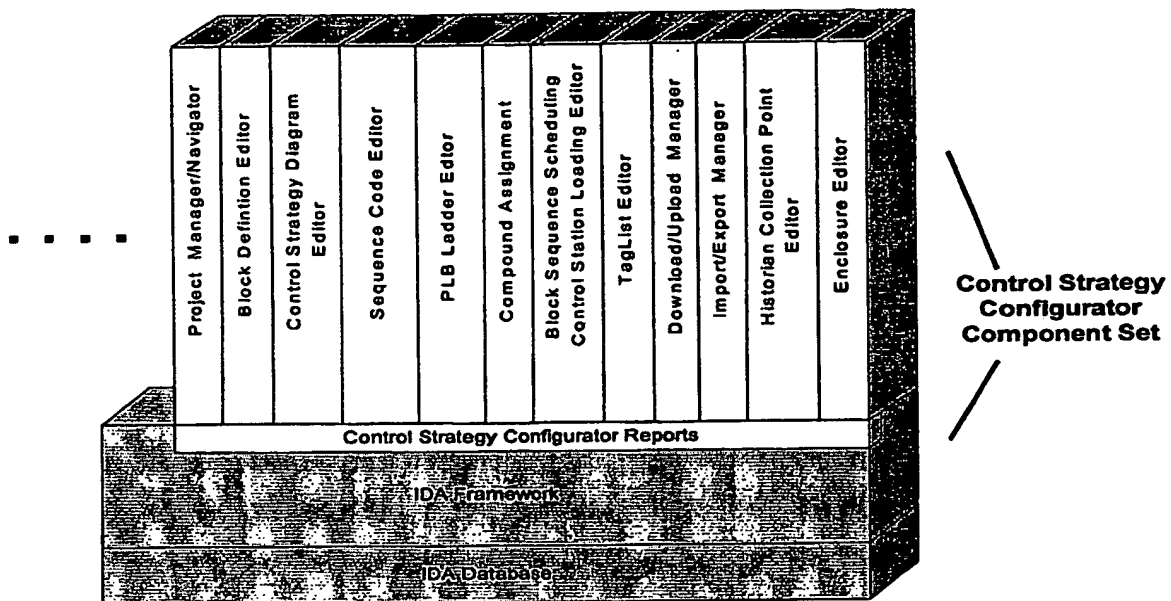 Project Manager/Navigator
Block Defintion Editor
Control Strategy Diagram
Editor
Sequence Code Editor
PLB Ladder Edtor
Compound Assignment
Block Sequence Scheduling
Control Station Loading Editor
TagList Editor
Download/Upload Manager
Import/Export Manager
Historian Collection Point
Editor
Enclosure Editor
Control Strategy
Configurator
Component Set
Control Strategy Configurator Reports
IDA Framework
IDA Database